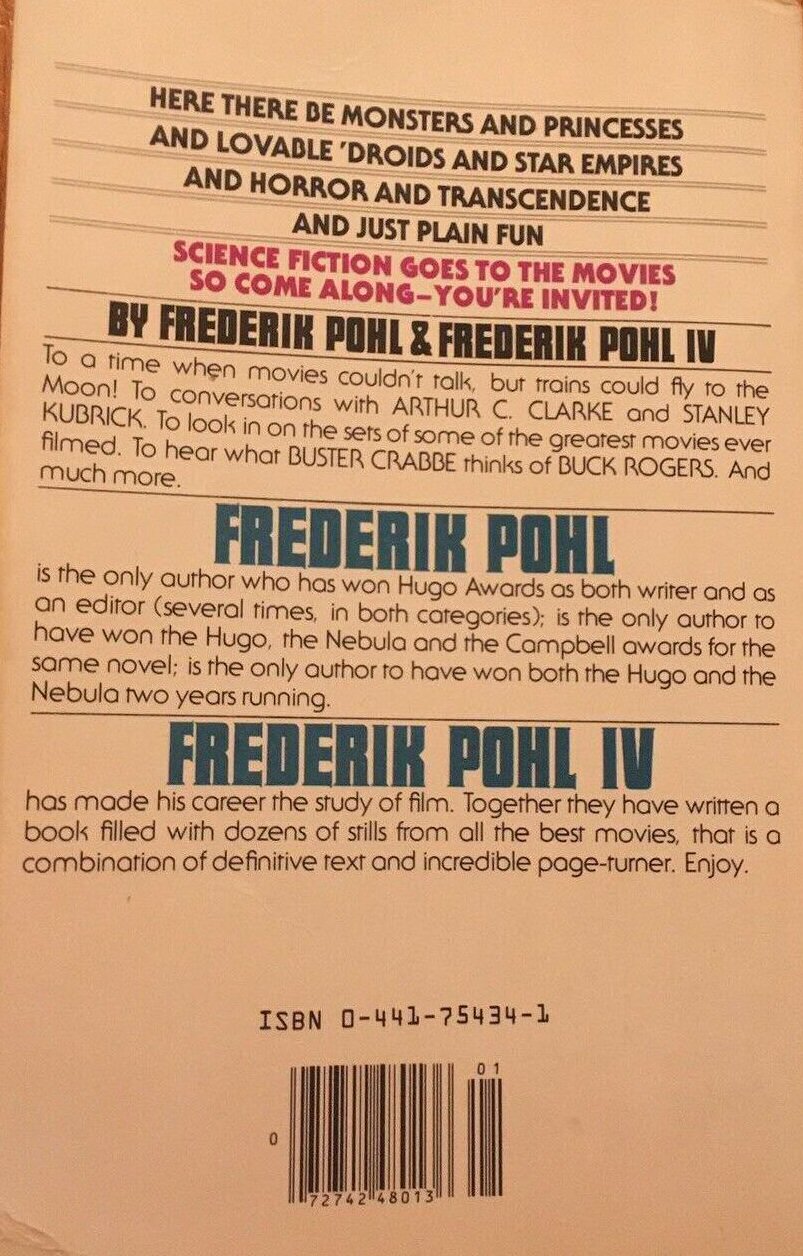 HERE THERE BE MONSTERS AND PRINCESSES
AND LOVABLE 'DROIDS AND STAR EMPIRES
AND HORROR AND TRANSCENDENCE
AND JUST PLAIN FUN
SCIENCE FICTION GOES TO THE MOVIES
SO COME ALONG–YOU'RE INVITED!
BY FREDERIK POHL & FREDERIK POHL IV
To a time when movies couldn't talk, but trains could fly to the
Moon! To conversations with ARTHUR C. CLARKE and STANLEY
KUBRICK. To look in on the sets of some of the greatest movies ever
filmed. To hear what BUSTER CRABBE thinks of BUCK ROGERS. And
much more.
FREDERIK POHL
is the only author who has won Hugo Awards as both writer and as
an editor (several times, in both categories); is the only author to
have won the Hugo, the Nebula and the Campbell awards for the
same novel; is the only author to have won both the Hugo and the
Nebula two years running.
FREDERIK POHL IV
has made his career the study of film. Together they have written a
book filled with dozens of stills from all the best movies, that is a
combination of definitive text and incredible page-turner. Enjoy.
ISBN 0-441-75434-1
01
0
72742 48013